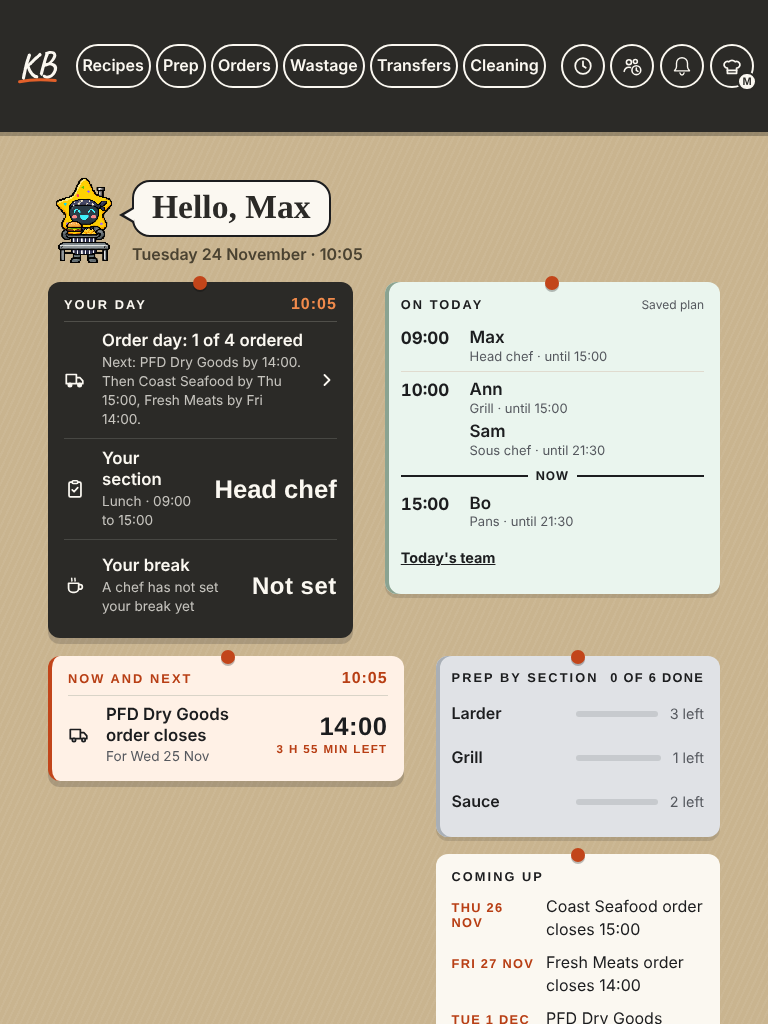 KB
Recipes
Prep
Orders
Wastage
Transfers
Cleaning
M
Hello, Max
Tuesday 24 November · 10:05
YOUR DAY
10:05
Order day: 1 of 4 ordered
Next: PFD Dry Goods by 14:00.
Then Coast Seafood by Thu
15:00, Fresh Meats by Fri
14:00.
Your
section
Lunch · 09:00
to 15:00
Head chef
Your break
A chef has not set
your break yet
Not set
ON TODAY
Saved plan
09:00
Max
Head chef · until 15:00
10:00
Ann
Grill · until 15:00
Sam
Sous chef · until 21:30
NOW
15:00
Bo
Pans · until 21:30
Today's team
NOW AND NEXT
10:05
PFD Dry Goods
order closes
For Wed 25 Nov
14:00
3 H 55 MIN LEFT
PREP BY SECTION
0 OF 6 DONE
Larder
3 left
Grill
1 left
Sauce
2 left
COMING UP
THU 26
NOV
Coast Seafood order
closes 15:00
FRI 27 NOV
Fresh Meats order
closes 14:00
TUE 1 DEC
PFD Dry Goods